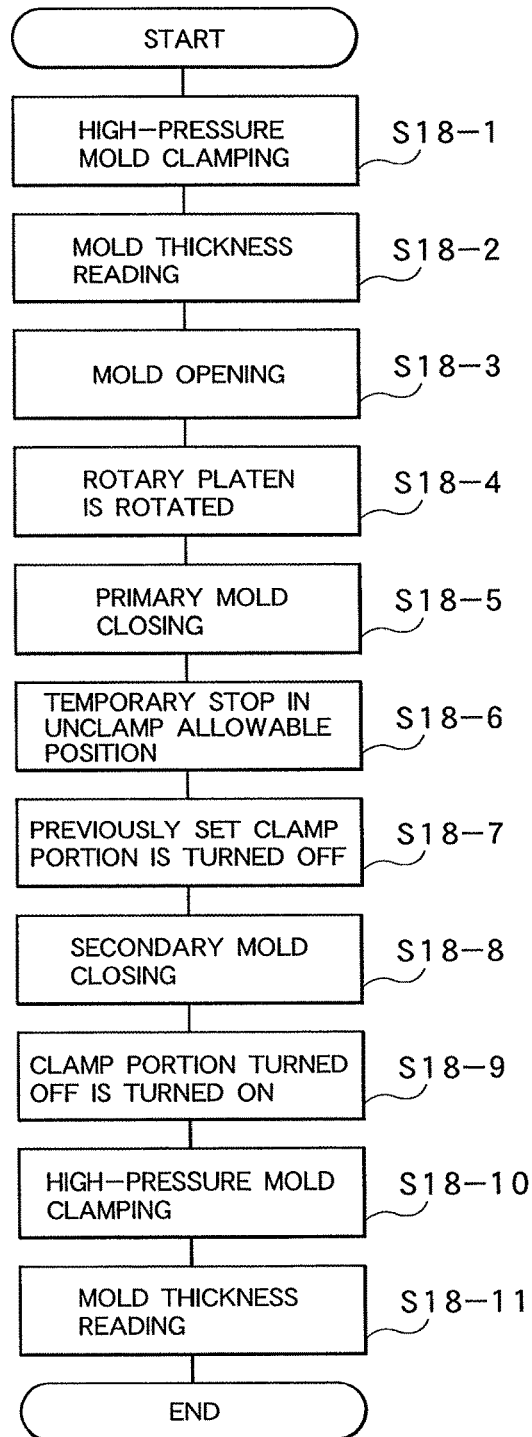 START
HIGH-PRESSURE
MOLD CLAMPING
S18-1
MOLD THICKNESS
READING
S18-2
MOLD OPENING
S18-3
ROTARY PLATEN
IS ROTATED
S18-4
PRIMARY MOLD
CLOSING
S18-5
TEMPORARY STOP IN
UNCLAMP ALLOWABLE
POSITION
S18-6
PREVIOUSLY SET CLAMP
PORTION IS TURNED OFF
S18-7
SECONDARY MOLD
CLOSING
S18-8
CLAMP PORTION TURNED
OFF IS TURNED ON
S18-9
HIGH-PRESSURE MOLD
CLAMPING
S18-10
MOLD THICKNESS
READING
S18-11
END